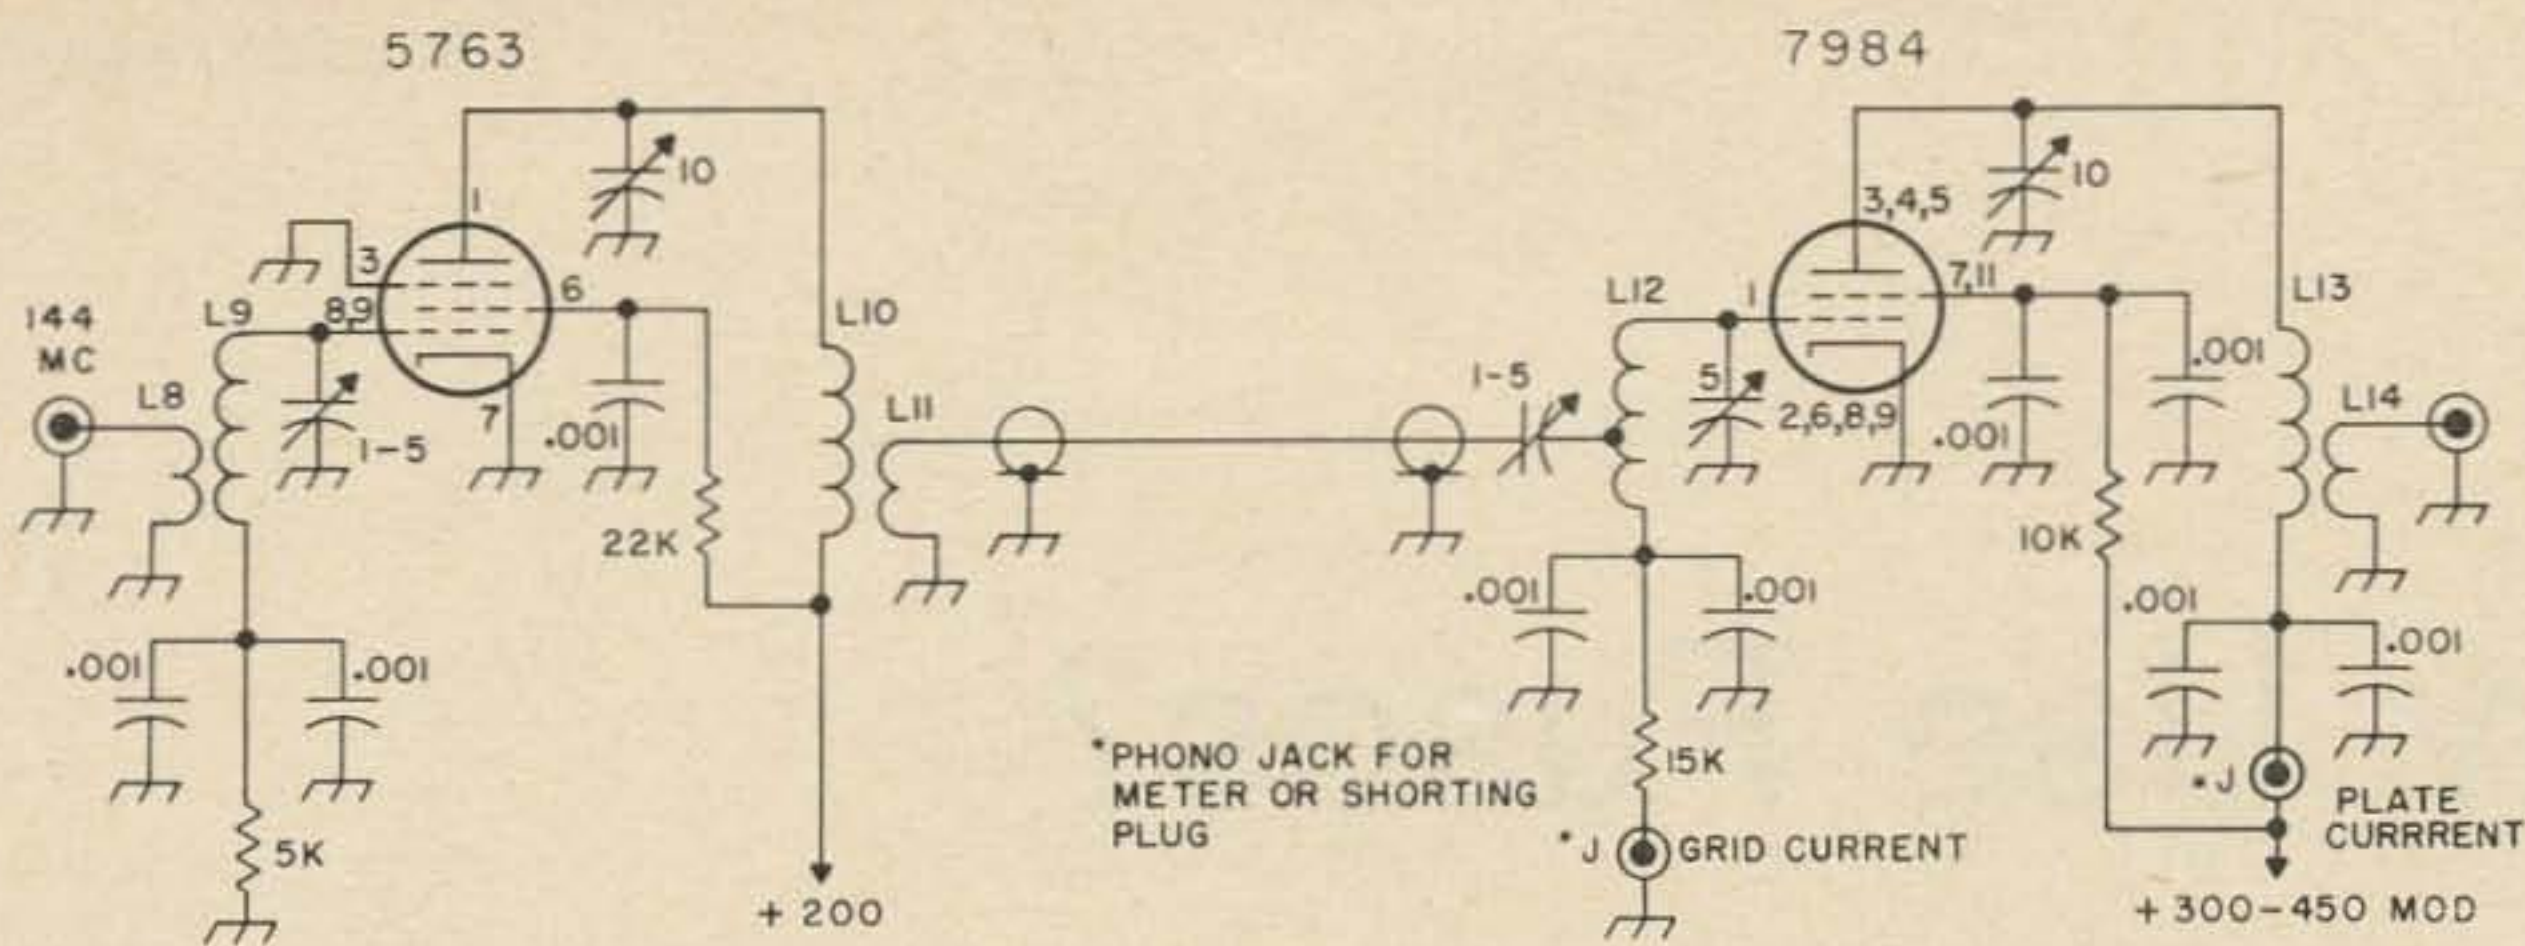 5763
7984
10
10
1
3,4,5
3
6
7,11
L9
8,9
L10
L12
1
L13
144
MC
L8
1-5
7
.001
L11
1-5
5
2,6,8,9
.001
.001
L14
22K
10K
.001
.001
.001
.001
.001
.001
*PHONO JACK FOR
METER OR SHORTING
PLUG
15K
*J
PLATE
CURRRENT
5K
*J
GRID CURRENT
+200
+300-450 MOD